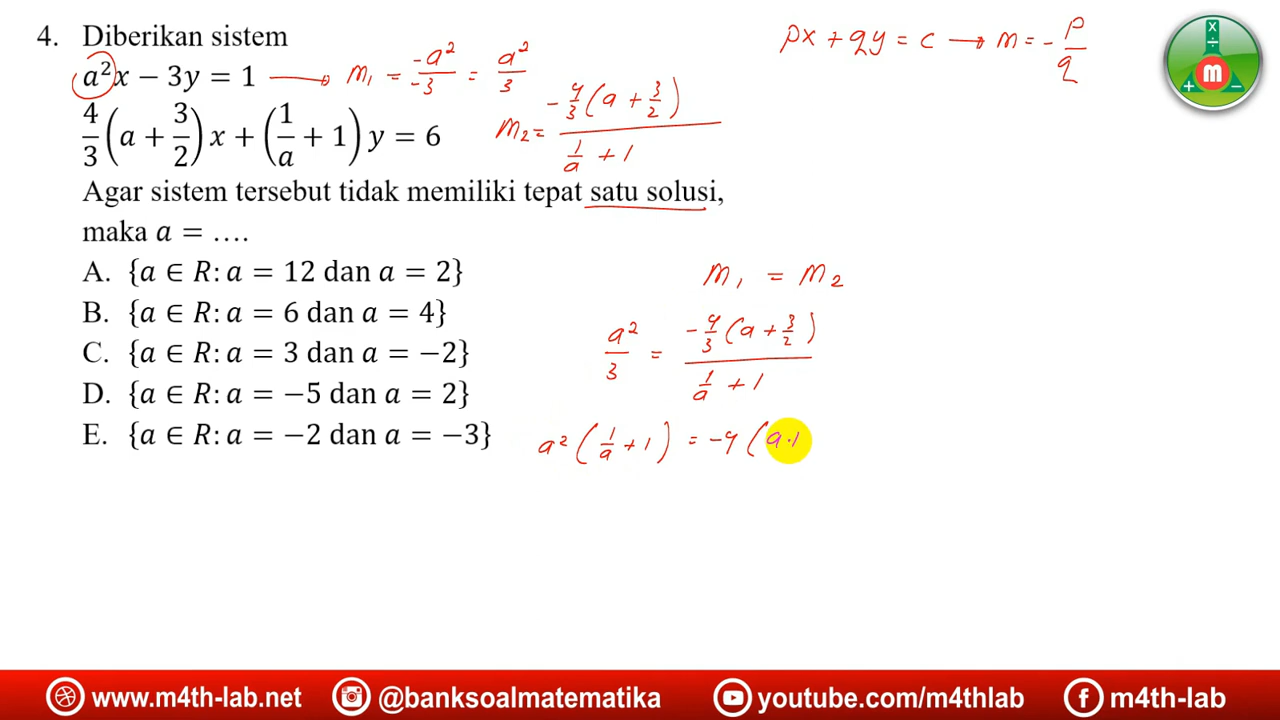 4. Diberikan sistem
a²x − 3y = 1 → m₁ = -a²/-3 = a²/3
px + qy = c → m = - p/q
4/3 (a + 3/2) x + (1/a + 1) y = 6
m₂ = -4/3 (a + 3/2) / (1/a + 1)
Agar sistem tersebut tidak memiliki tepat satu solusi,
maka a = ….
A. {a ∈ R: a = 12 dan a = 2}
B. {a ∈ R: a = 6 dan a = 4}
C. {a ∈ R: a = 3 dan a = −2}
D. {a ∈ R: a = −5 dan a = 2}
E. {a ∈ R: a = −2 dan a = −3}
m₁ = m₂
a²/3 = -4/3 (a + 3/2) / (1/a + 1)
a² (1/a + 1) = -4 (a ·1
m
www.m4th-lab.net
@banksoalmatematika
youtube.com/m4thlab
m4th-lab